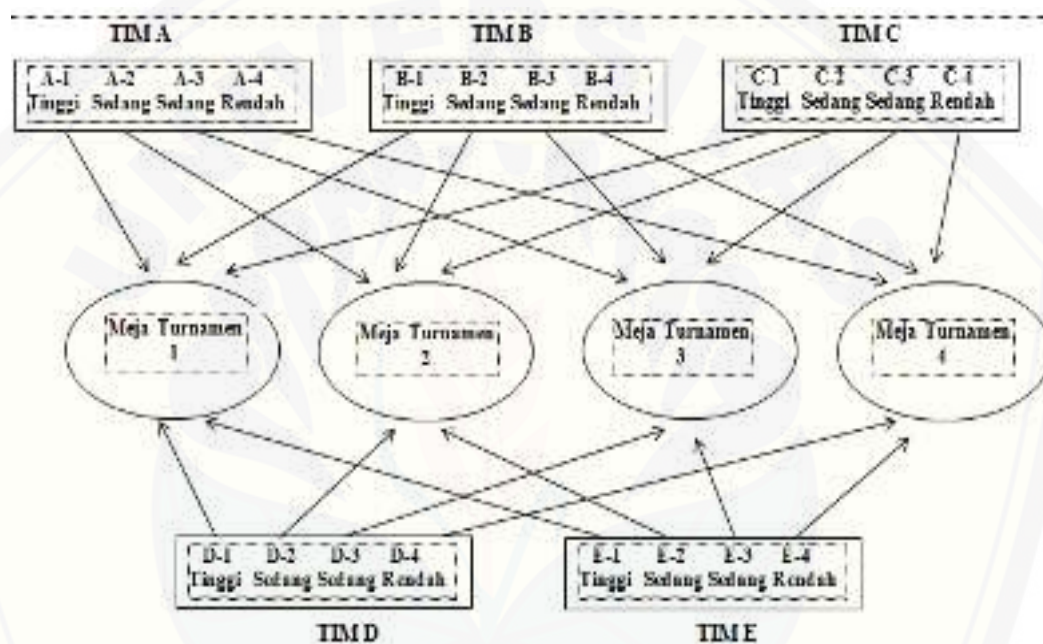 TIM A TIM B TIM C
A-1 A-2 A-3 A-4 B-1 B-2 B-3 B-4 C-1 C-2 C-3 C-4
Tinggi Sedang Sedang Rendah Tinggi Sedang Sedang Rendah Tinggi Sedang Sedang Rendah
Meja Turnamen Meja Turnamen Meja Turnamen Meja Turnamen
1 2 3 4
D-1 D-2 D-3 D-4 E-1 E-2 E-3 E-4
Tinggi Sedang Sedang Rendah Tinggi Sedang Sedang Rendah
TIM D TIM E